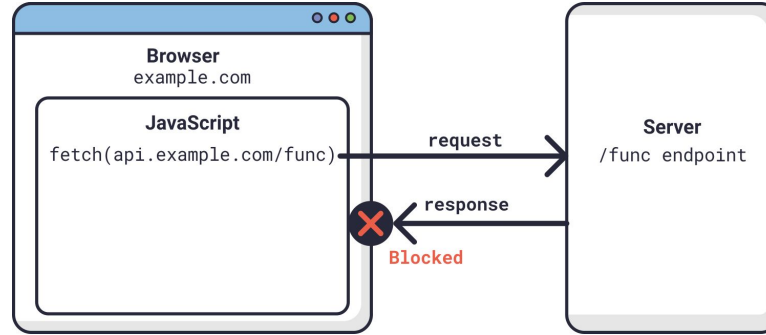 Browser
example.com
JavaScript
fetch(api.example.com/func)
request
Server
/func endpoint
response
Blocked